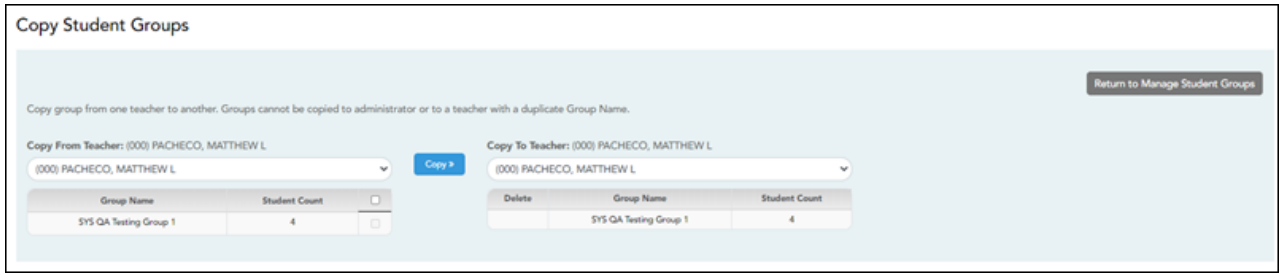 Copy Student Groups
Return to Manage Student Groups
Copy group from one teacher to another. Groups cannot be copied to administrator or to a teacher with a duplicate Group Name.
Copy From Teacher: (000) PACHECO, MATTHEW L
Copy To Teacher: (000) PACHECO, MATTHEW L
(000) PACHECO, MATTHEW L
Copy »
(000) PACHECO, MATTHEW L
Group Name Student Count
Delete Group Name Student Count
SYS QA Testing Group 1 4
SYS QA Testing Group 1 4